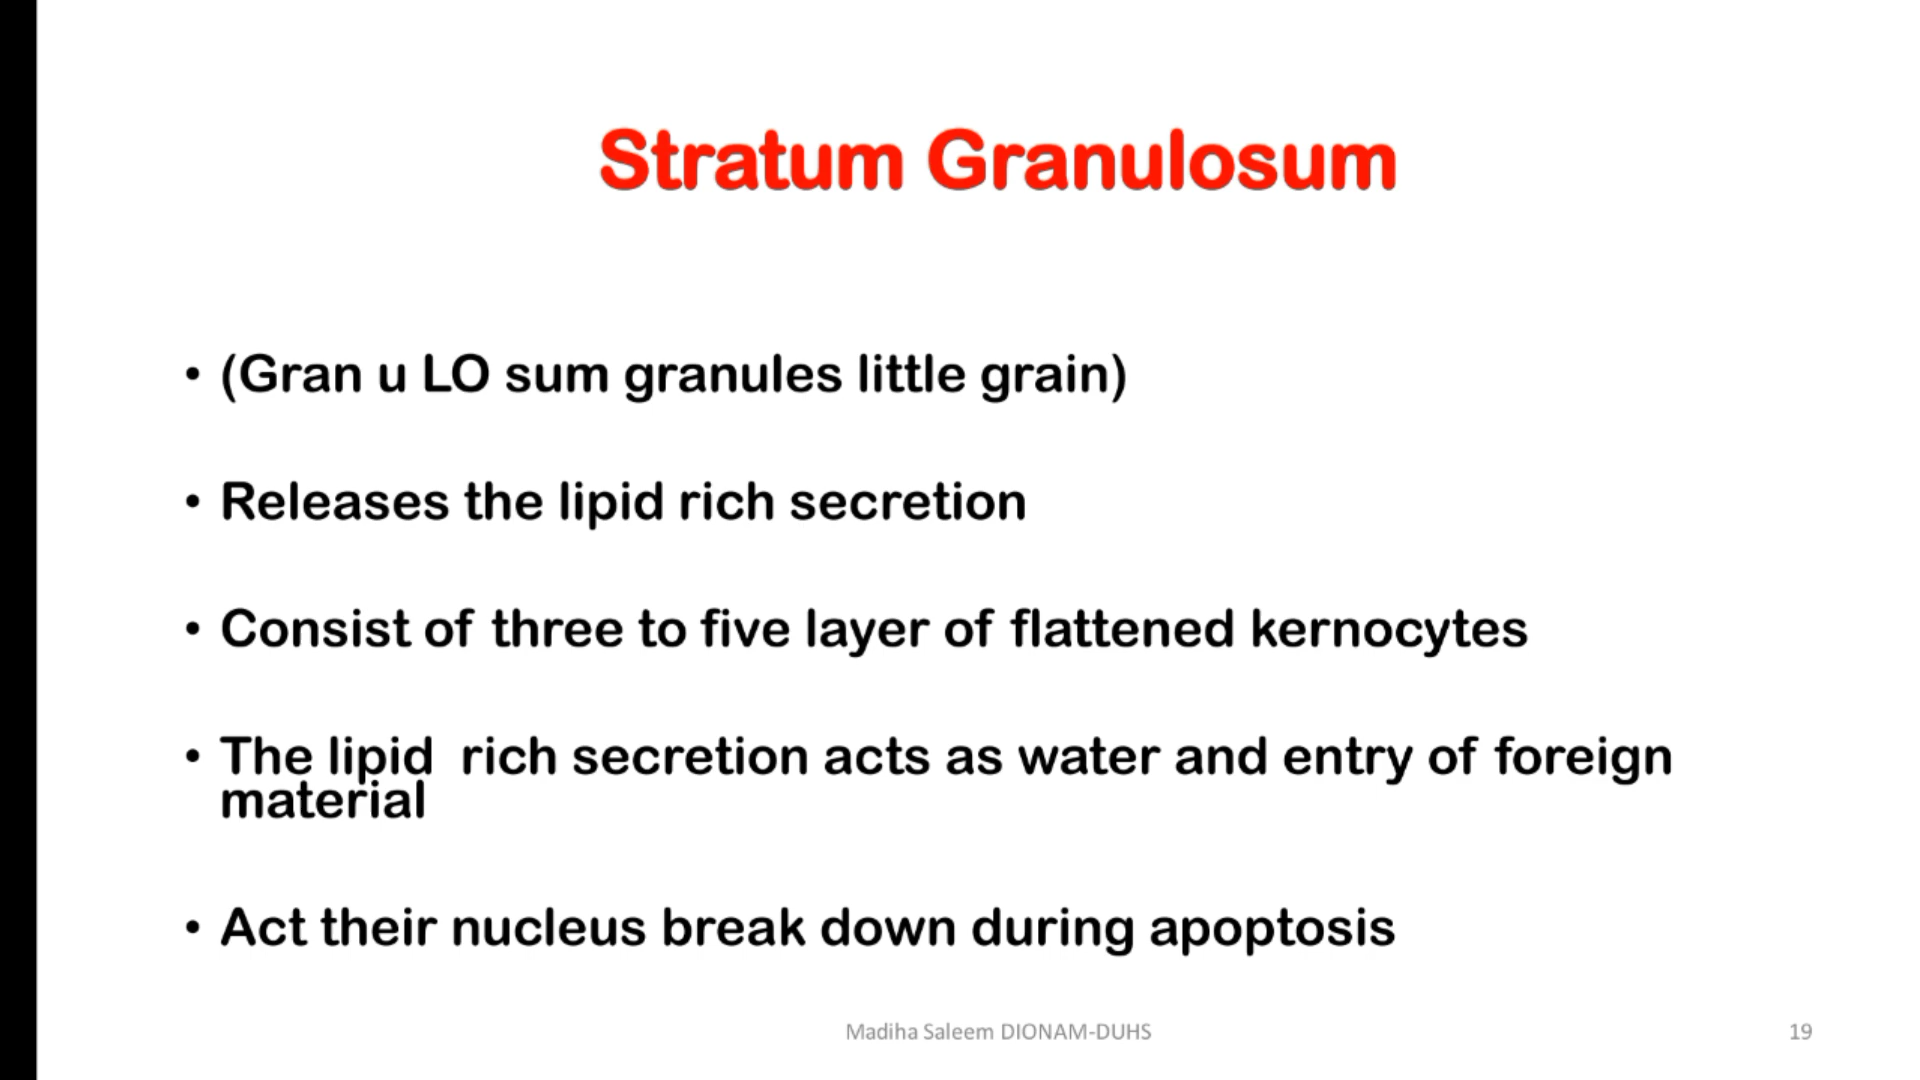 Stratum Granulosum
• (Gran u LO sum granules little grain)
• Releases the lipid rich secretion
• Consist of three to five layer of flattened kernocytes
• The lipid  rich secretion acts as water and entry of foreign
material
• Act their nucleus break down during apoptosis
Madiha Saleem DIONAM-DUHS
19